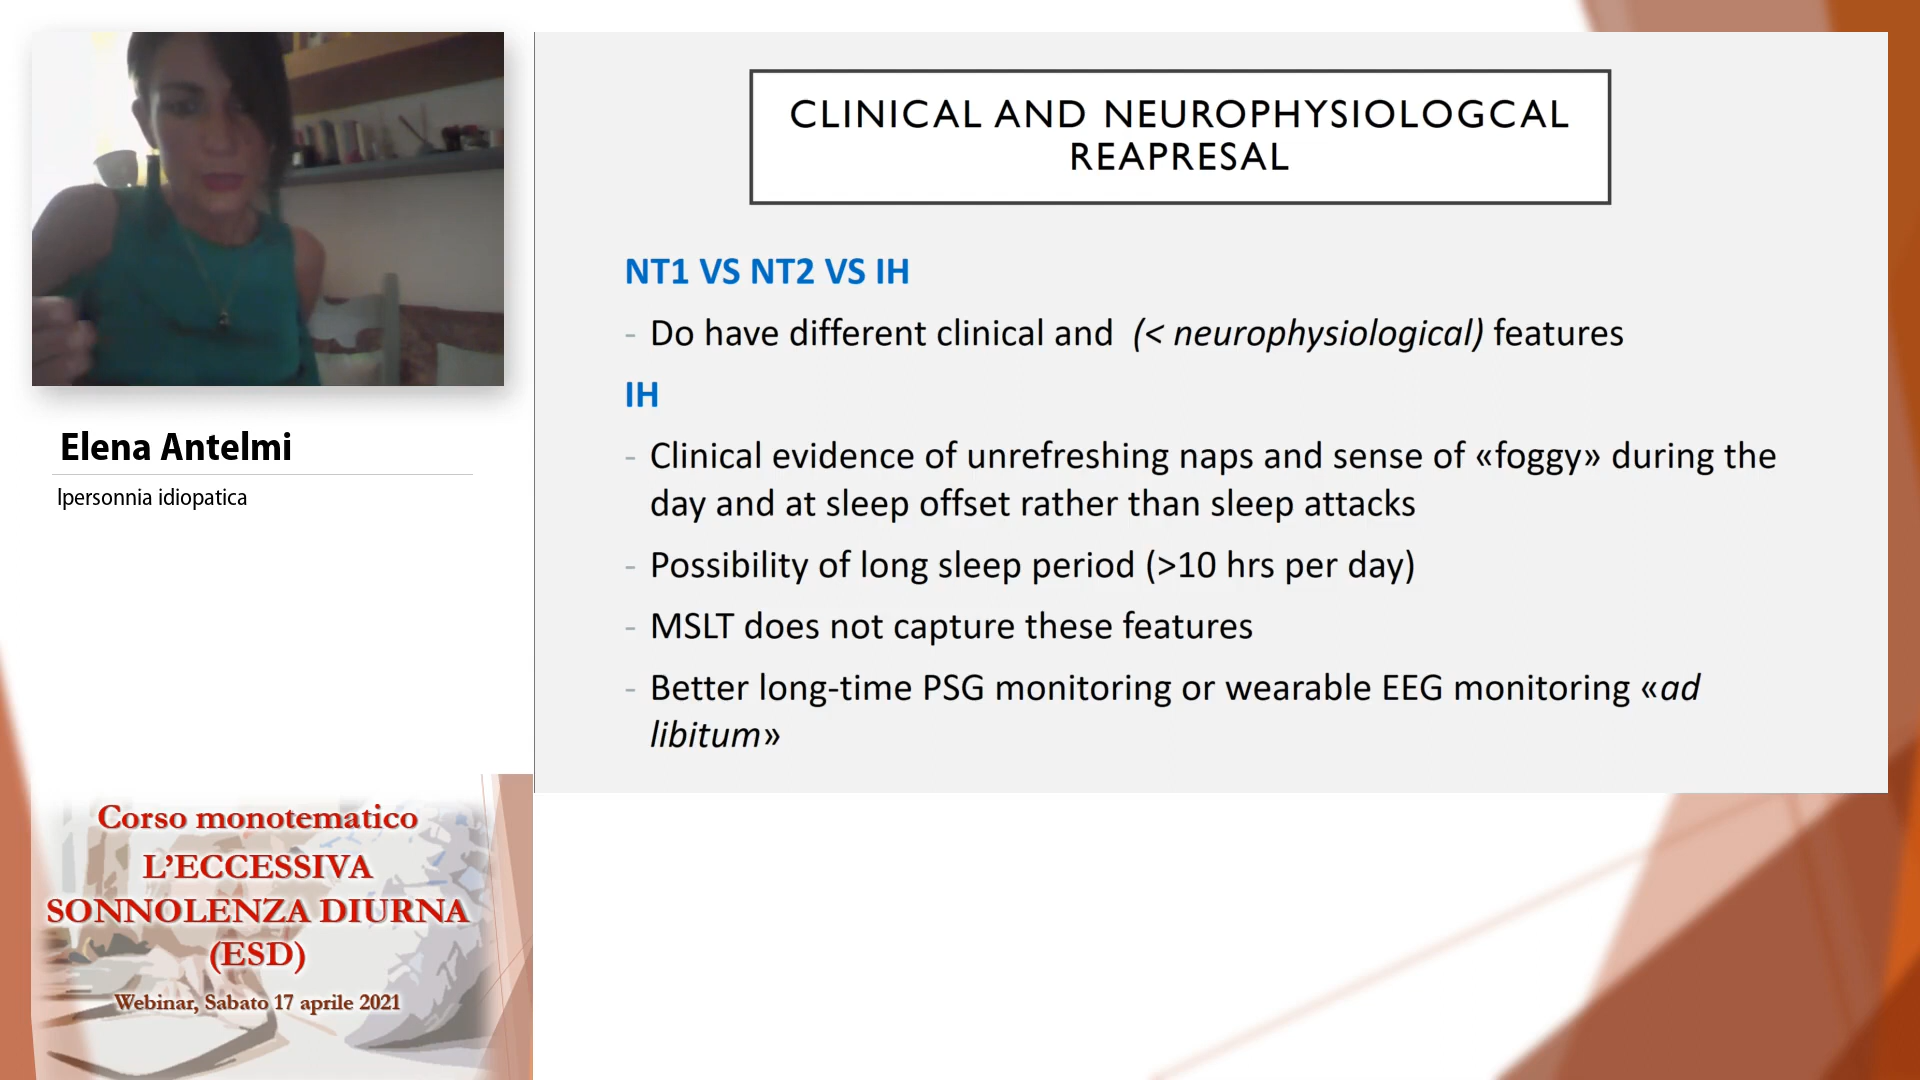 Elena Antelmi
Ipersonnia idiopatica
CLINICAL AND NEUROPHYSIOLOGCAL
REAPRESAL
NT1 VS NT2 VS IH
- Do have different clinical and (< neurophysiological) features
IH
- Clinical evidence of unrefreshing naps and sense of «foggy» during the
day and at sleep offset rather than sleep attacks
- Possibility of long sleep period (>10 hrs per day)
- MSLT does not capture these features
- Better long-time PSG monitoring or wearable EEG monitoring «ad
libitum»
Corso monotematico
L’ECCESSIVA
SONNOLENZA DIURNA
(ESD)
Webinar, Sabato 17 aprile 2021